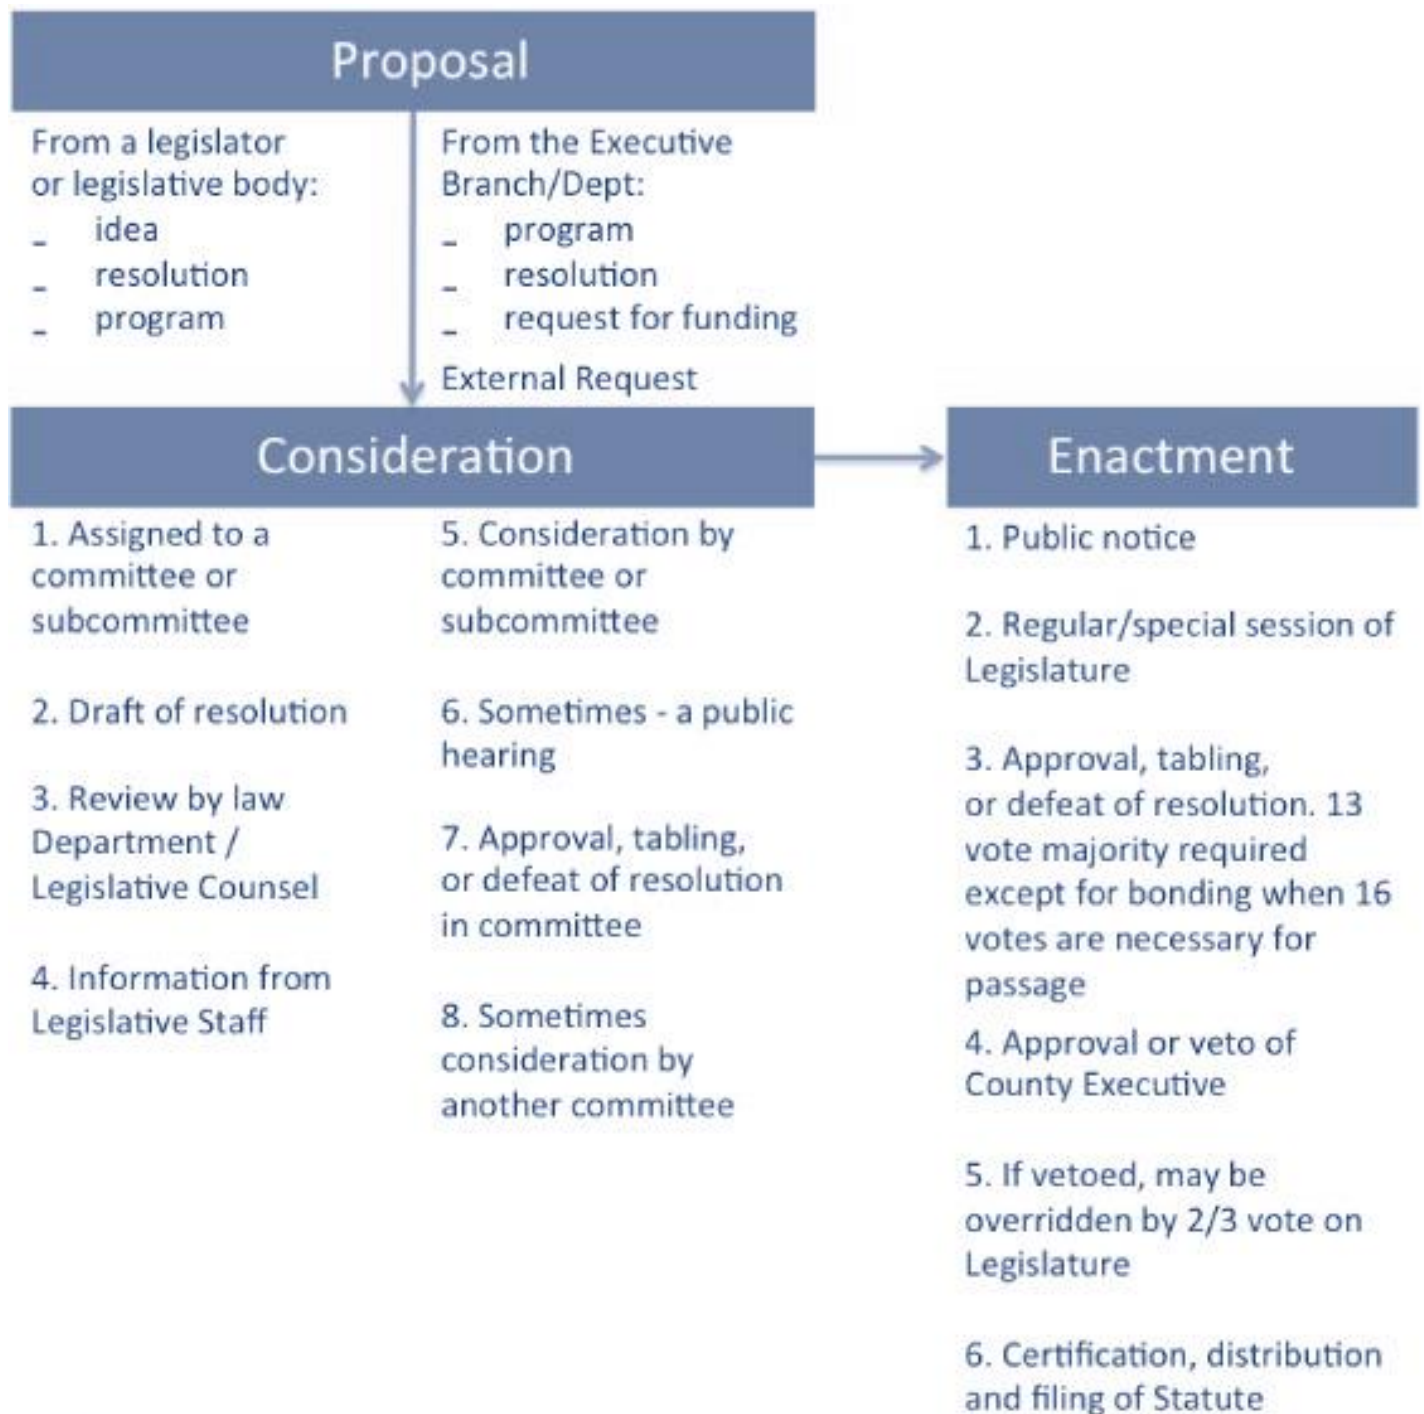 Proposal
From a legislator
or legislative body:
- idea
- resolution
- program
From the Executive
Branch/Dept:
- program
- resolution
- request for funding
External Request
Consideration
1. Assigned to a
committee or
subcommittee
2. Draft of resolution
3. Review by law
Department /
Legislative Counsel
4. Information from
Legislative Staff
5. Consideration by
committee or
subcommittee
6. Sometimes - a public
hearing
7. Approval, tabling,
or defeat of resolution
in committee
8. Sometimes
consideration by
another committee
Enactment
1. Public notice
2. Regular/special session of
Legislature
3. Approval, tabling,
or defeat of resolution. 13
vote majority required
except for bonding when 16
votes are necessary for
passage
4. Approval or veto of
County Executive
5. If vetoed, may be
overridden by 2/3 vote on
Legislature
6. Certification, distribution
and filing of Statute